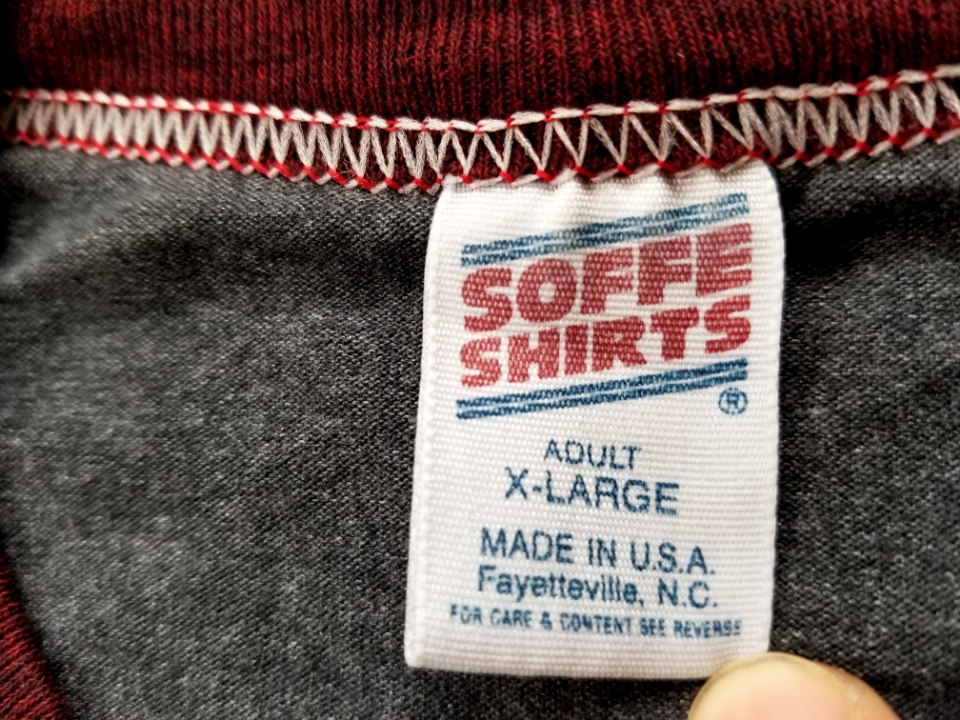 SOFFE
SHIRTS
®
ADULT
X-LARGE
MADE IN U.S.A.
Fayetteville, N.C.
FOR CARE & CONTENT SEE REVERSE